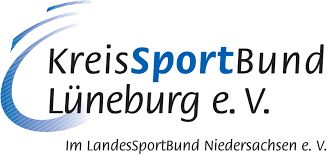 KreisSportBund
Lüneburg e. V.
Im LandesSportBund Niedersachsen e. V.